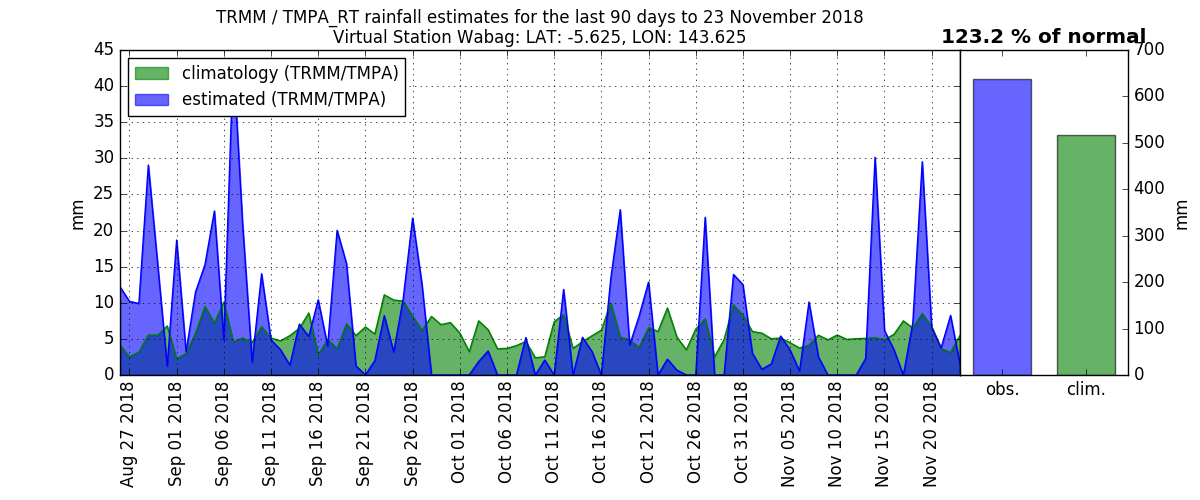 TRMM / TMPA_RT rainfall estimates for the last 90 days to 23 November 2018
Virtual Station Wabag: LAT: -5.625, LON: 143.625
123.2 % of normal
climatology (TRMM/TMPA)
estimated (TRMM/TMPA)
mm
45
40
35
30
25
20
15
10
5
0
Aug 27 2018
Sep 01 2018
Sep 06 2018
Sep 11 2018
Sep 16 2018
Sep 21 2018
Sep 26 2018
Oct 01 2018
Oct 06 2018
Oct 11 2018
Oct 16 2018
Oct 21 2018
Oct 26 2018
Oct 31 2018
Nov 05 2018
Nov 10 2018
Nov 15 2018
Nov 20 2018
700
600
500
400
300
200
100
0
mm
obs.
clim.